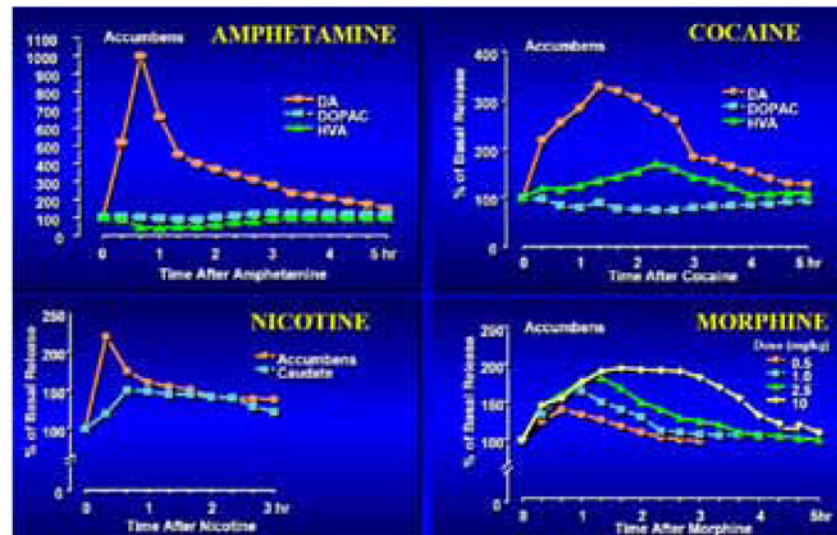 Accumbens
AMPHETAMINE
1100
1000
900
800
700
600
500
400
300
200
100
0
DA
DOPAC
HVA
0 1 2 3 4 5 hr
Time After Amphetamine
Accumbens
COCAINE
% of Basal Release
400
300
200
100
0
DA
DOPAC
HVA
0 1 2 3 4 5 hr
Time After Cocaine
NICOTINE
% of Basal Release
250
200
150
100
0
Accumbens
Caudate
0 1 2 3 hr
Time After Nicotine
Accumbens
MORPHINE
Dose (mg/kg)
0.5
1.0
2.5
10
% of Basal Release
250
200
150
100
0
0 1 2 3 4 5hr
Time After Morphine